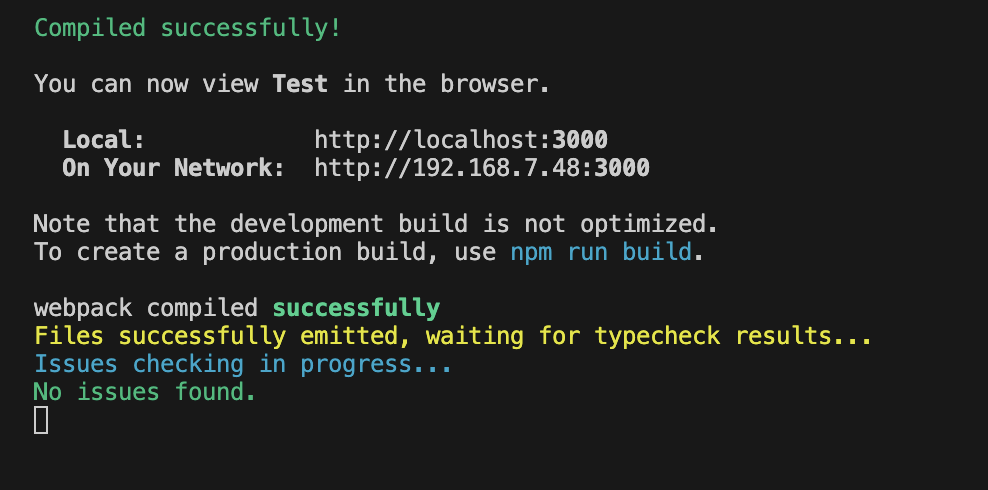 Compiled successfully!
You can now view Test in the browser.
Local: http://localhost:3000
On Your Network: http://192.168.7.48:3000
Note that the development build is not optimized.
To create a production build, use npm run build.
webpack compiled successfully
Files successfully emitted, waiting for typecheck results...
Issues checking in progress...
No issues found.